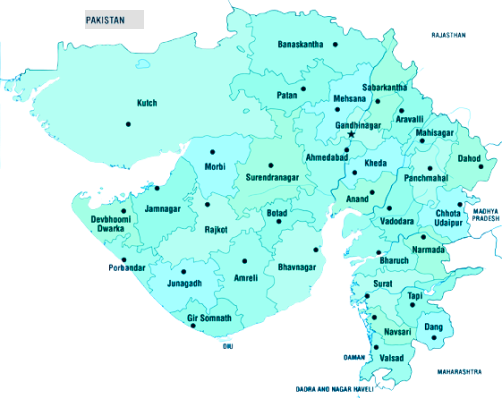 PAKISTAN
RAJASTHAN
Banaskantha
Kutch
Patan
Mehsana
Sabarkantha
Gandhinagar
Aravalli
Mahisagar
Ahmedabad
Kheda
Panchmahal
Dahod
Morbi
Surendranagar
Anand
Vadodara
Chhota
Udaipur
MADHYA
PRADESH
Devbhoomi
Dwarka
Jamnagar
Rajkot
Botad
Narmada
Bharuch
Porbandar
Junagadh
Amreli
Bhavnagar
Surat
Tapi
Gir Somnath
Navsari
Dang
DIU
DAMAN
Valsad
MAHARASHTRA
DADRA AND NAGAR HAVELI